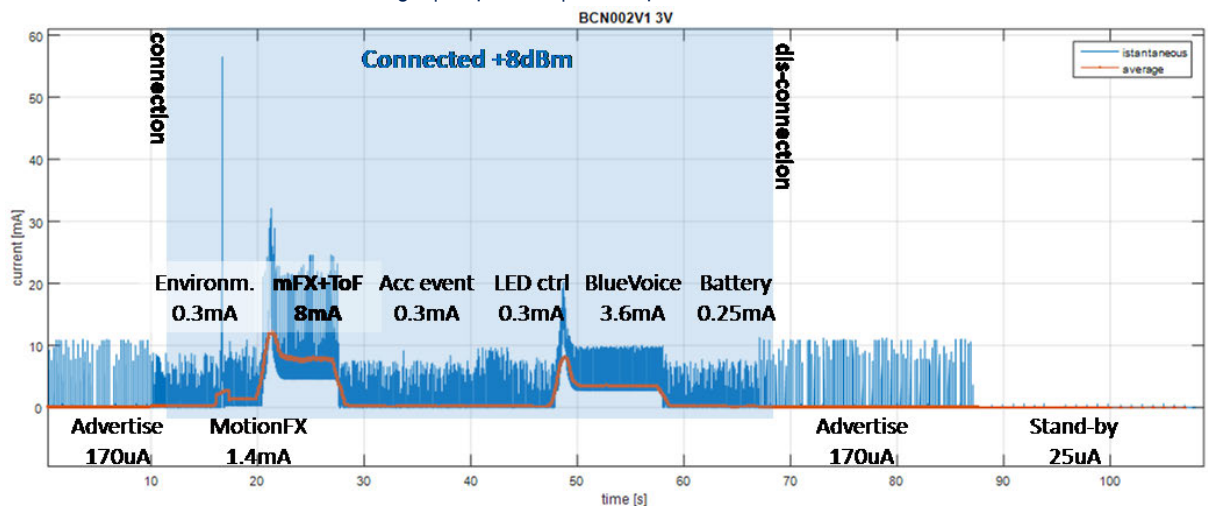 BCN002V1 3V
60
50
40
30
20
10
0
current [mA]
connection
Connected +8dBm
dis-connection
istantaneous
average
Environm.
0.3mA
mFX+ToF
8mA
Acc event
0.3mA
LED ctrl
0.3mA
BlueVoice
3.6mA
Battery
0.25mA
Advertise
170uA
MotionFX
1.4mA
Advertise
170uA
Stand-by
25uA
10
20
30
40
50
60
70
80
90
100
time [s]